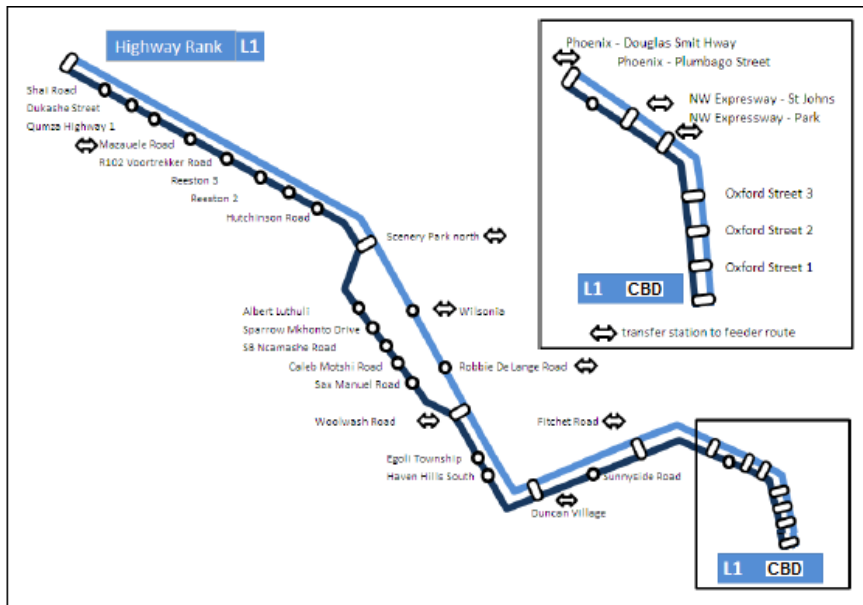 Highway Rank L1
Shai Road
Dukashe Street
Qumza Highway 1
Mazauele Road
R102 Voortrekker Road
Reeston 3
Reeston 2
Hutchinson Road
Scenery Park north
Albert Luthuli
Sparrow Mkhonto Drive
SB Ncamashe Road
Caleb Motshi Road
Sax Manuel Road
Wilsonia
Robbie De Lange Road
Woolwash Road
Egoli Township
Haven Hills South
Fitchet Road
Sunnyside Road
Duncan Village
L1 CBD
Phoenix - Douglas Smit Hway
Phoenix - Plumbago Street
NW Expresway - St Johns
NW Expressway - Park
Oxford Street 3
Oxford Street 2
Oxford Street 1
L1 CBD
transfer station to feeder route